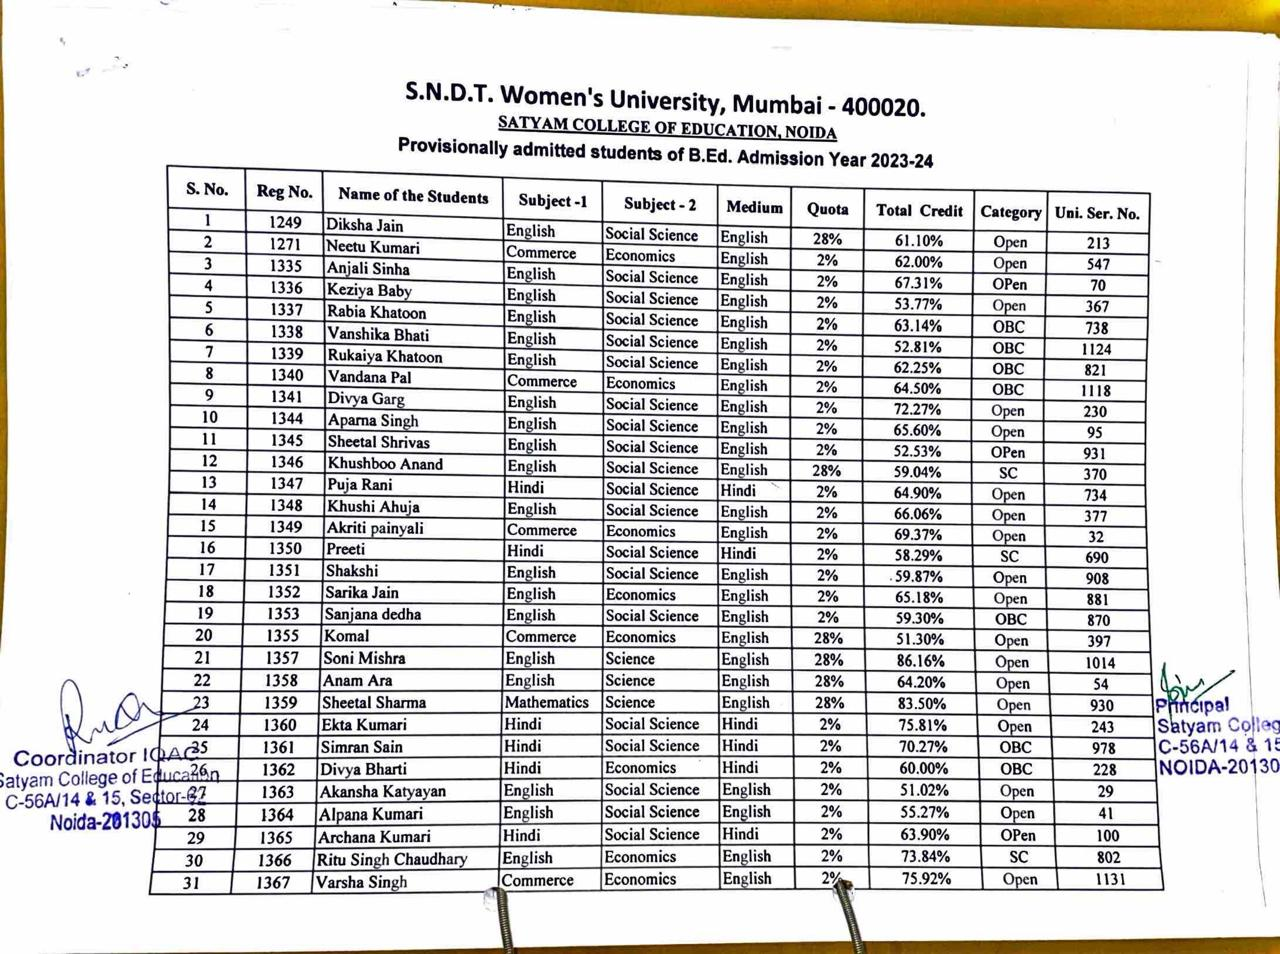 S.N.D.T. Women's University, Mumbai - 400020.
SATYAM COLLEGE OF EDUCATION, NOIDA
Provisionally admitted students of B.Ed. Admission Year 2023-24
S. No. Reg No. Name of the Students Subject -1 Subject - 2 Medium Quota Total Credit Category Uni. Ser. No.
1 1249 Diksha Jain English Social Science English 28% 61.10% Open 213
2 1271 Neetu Kumari Commerce Economics English 2% 62.00% Open 547
3 1335 Anjali Sinha English Social Science English 2% 67.31% OPen 70
4 1336 Keziya Baby English Social Science English 2% 53.77% Open 367
5 1337 Rabia Khatoon English Social Science English 2% 63.14% OBC 738
6 1338 Vanshika Bhati English Social Science English 2% 52.81% OBC 1124
7 1339 Rukaiya Khatoon English Social Science English 2% 62.25% OBC 821
8 1340 Vandana Pal Commerce Economics English 2% 64.50% OBC 1118
9 1341 Divya Garg English Social Science English 2% 72.27% Open 230
10 1344 Aparna Singh English Social Science English 2% 65.60% Open 95
11 1345 Sheetal Shrivas English Social Science English 2% 52.53% OPen 931
12 1346 Khushboo Anand English Social Science English 28% 59.04% SC 370
13 1347 Puja Rani Hindi Social Science Hindi 2% 64.90% Open 734
14 1348 Khushi Ahuja English Social Science English 2% 66.06% Open 377
15 1349 Akriti painyali Commerce Economics English 2% 69.37% Open 32
16 1350 Preeti Hindi Social Science Hindi 2% 58.29% SC 690
17 1351 Shakshi English Social Science English 2% 59.87% Open 908
18 1352 Sarika Jain English Economics English 2% 65.18% Open 881
19 1353 Sanjana dedha English Social Science English 2% 59.30% OBC 870
20 1355 Komal Commerce Economics English 28% 51.30% Open 397
21 1357 Soni Mishra English Science English 28% 86.16% Open 1014
22 1358 Anam Ara English Science English 28% 64.20% Open 54
23 1359 Sheetal Sharma Mathematics Science English 28% 83.50% Open 930
24 1360 Ekta Kumari Hindi Social Science Hindi 2% 75.81% Open 243
25 1361 Simran Sain Hindi Social Science Hindi 2% 70.27% OBC 978
26 1362 Divya Bharti Hindi Economics Hindi 2% 60.00% OBC 228
27 1363 Akansha Katyayan English Social Science English 2% 51.02% Open 29
28 1364 Alpana Kumari English Social Science English 2% 55.27% Open 41
29 1365 Archana Kumari Hindi Social Science Hindi 2% 63.90% OPen 100
30 1366 Ritu Singh Chaudhary English Economics English 2% 73.84% SC 802
31 1367 Varsha Singh Commerce Economics English 2% 75.92% Open 1131
Coordinator IQAC
Satyam College of Education
C-56A/14 & 15, Sector-62
Noida-201305
Principal
Satyam Colleg
C-56A/14 & 15
NOIDA-20130